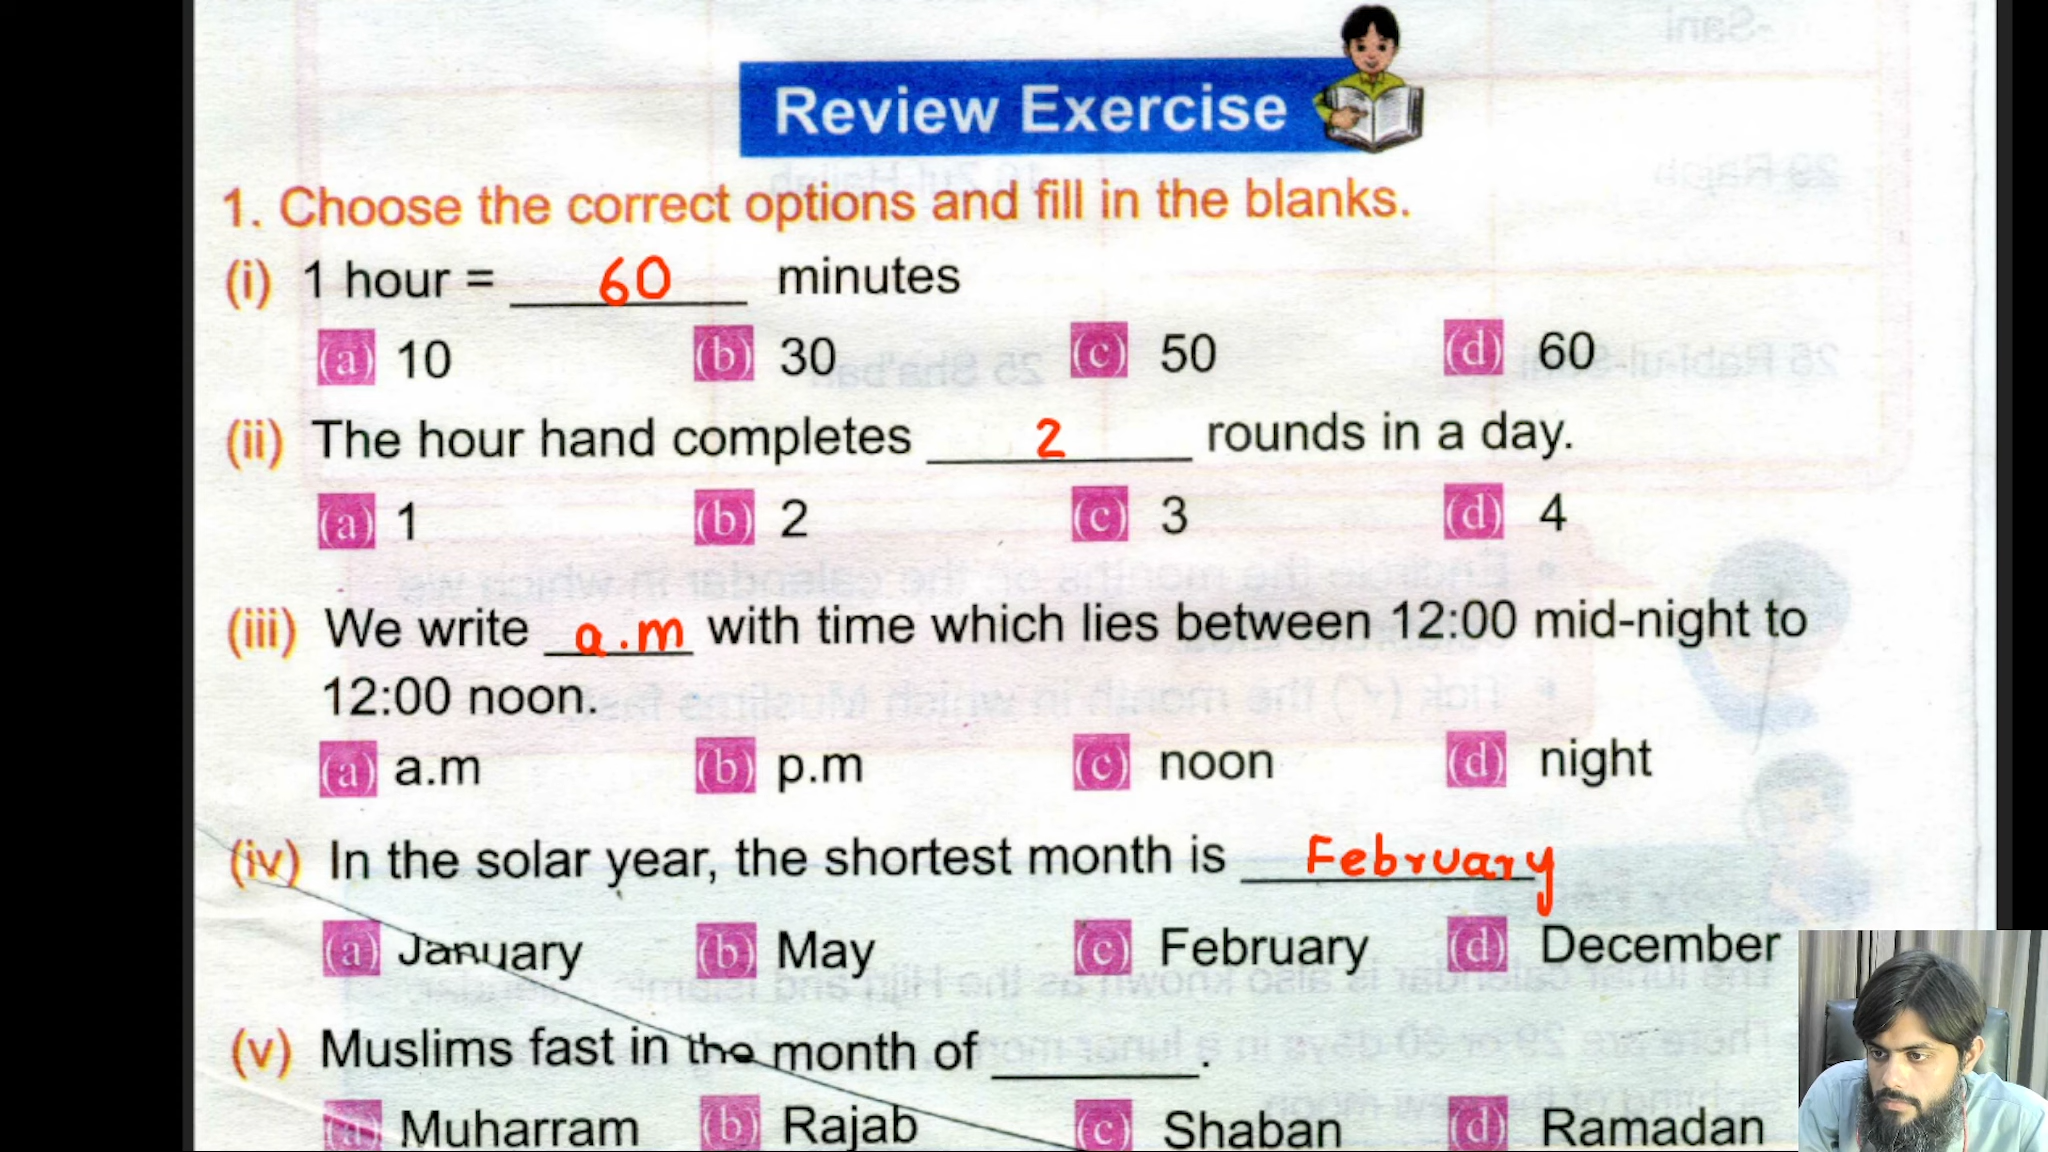 Review Exercise
1. Choose the correct options and fill in the blanks.
(i) 1 hour = 60 minutes
(a) 10 (b) 30 (c) 50 (d) 60
(ii) The hour hand completes 2 rounds in a day.
(a) 1 (b) 2 (c) 3 (d) 4
(iii) We write a.m with time which lies between 12:00 mid-night to
12:00 noon.
(a) a.m (b) p.m (c) noon (d) night
(iv) In the solar year, the shortest month is February
(a) January (b) May (c) February (d) December
(v) Muslims fast in the month of ________.
(a) Muharram (b) Rajab (c) Shaban (d) Ramadan